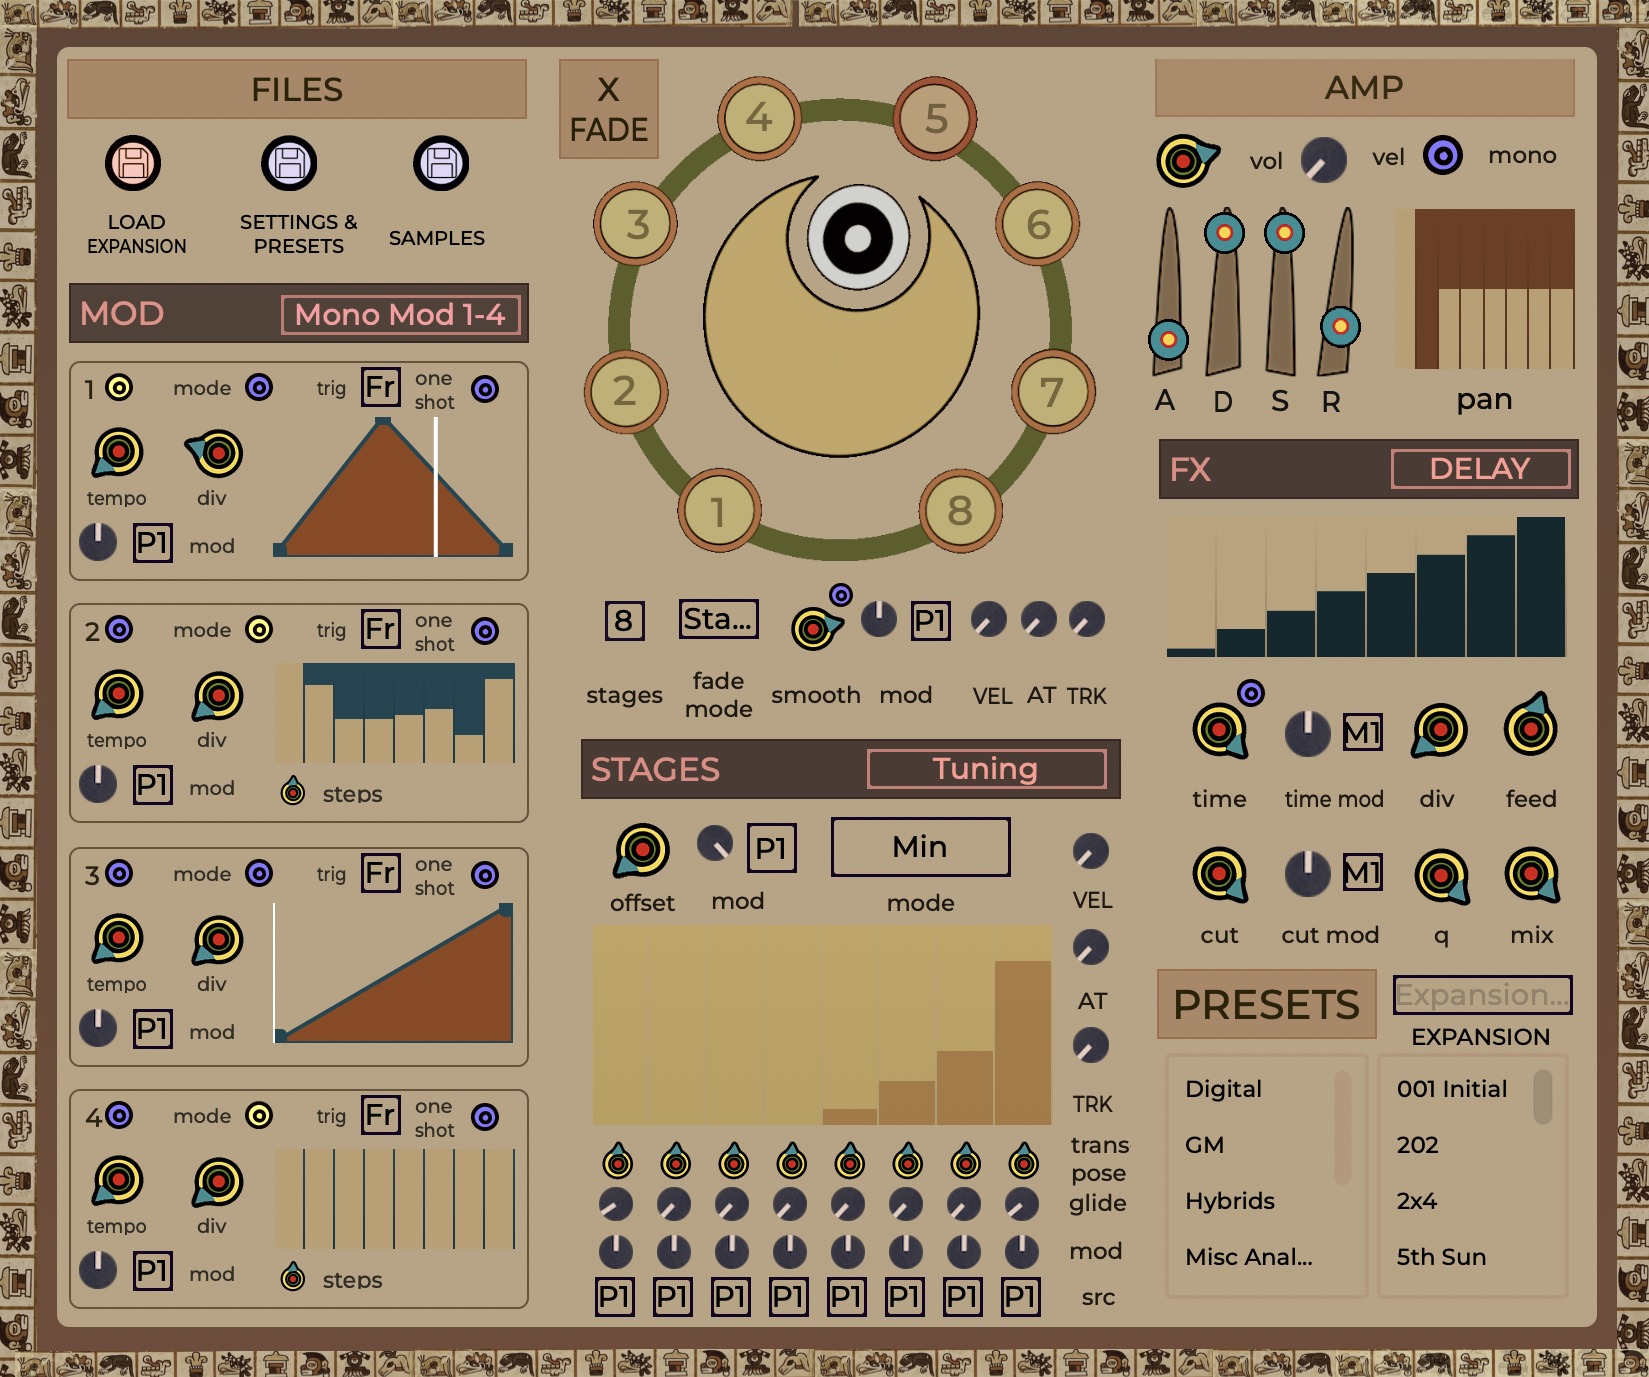 FILES
LOAD
EXPANSION
SETTINGS &
PRESETS
SAMPLES
MOD
Mono Mod 1-4
1
mode
trig
Fr
one
shot
tempo
div
P1
mod
2
mode
trig
Fr
one
shot
tempo
div
P1
mod
steps
3
mode
trig
Fr
one
shot
tempo
div
P1
mod
4
mode
trig
Fr
one
shot
tempo
div
P1
mod
steps
X
FADE
4
5
3
6
2
7
1
8
8
Sta...
P1
stages
fade
mode
smooth
mod
VEL
AT
TRK
STAGES
Tuning
P1
Min
offset
mod
mode
VEL
AT
TRK
trans
pose
glide
mod
P1 P1 P1 P1 P1 P1 P1 P1
src
AMP
vol
vel
mono
A
D
S
R
pan
FX
DELAY
M1
time
time mod
div
feed
M1
cut
cut mod
q
mix
PRESETS
Expansion...
EXPANSION
Digital
GM
Hybrids
Misc Anal...
001 Initial
202
2x4
5th Sun